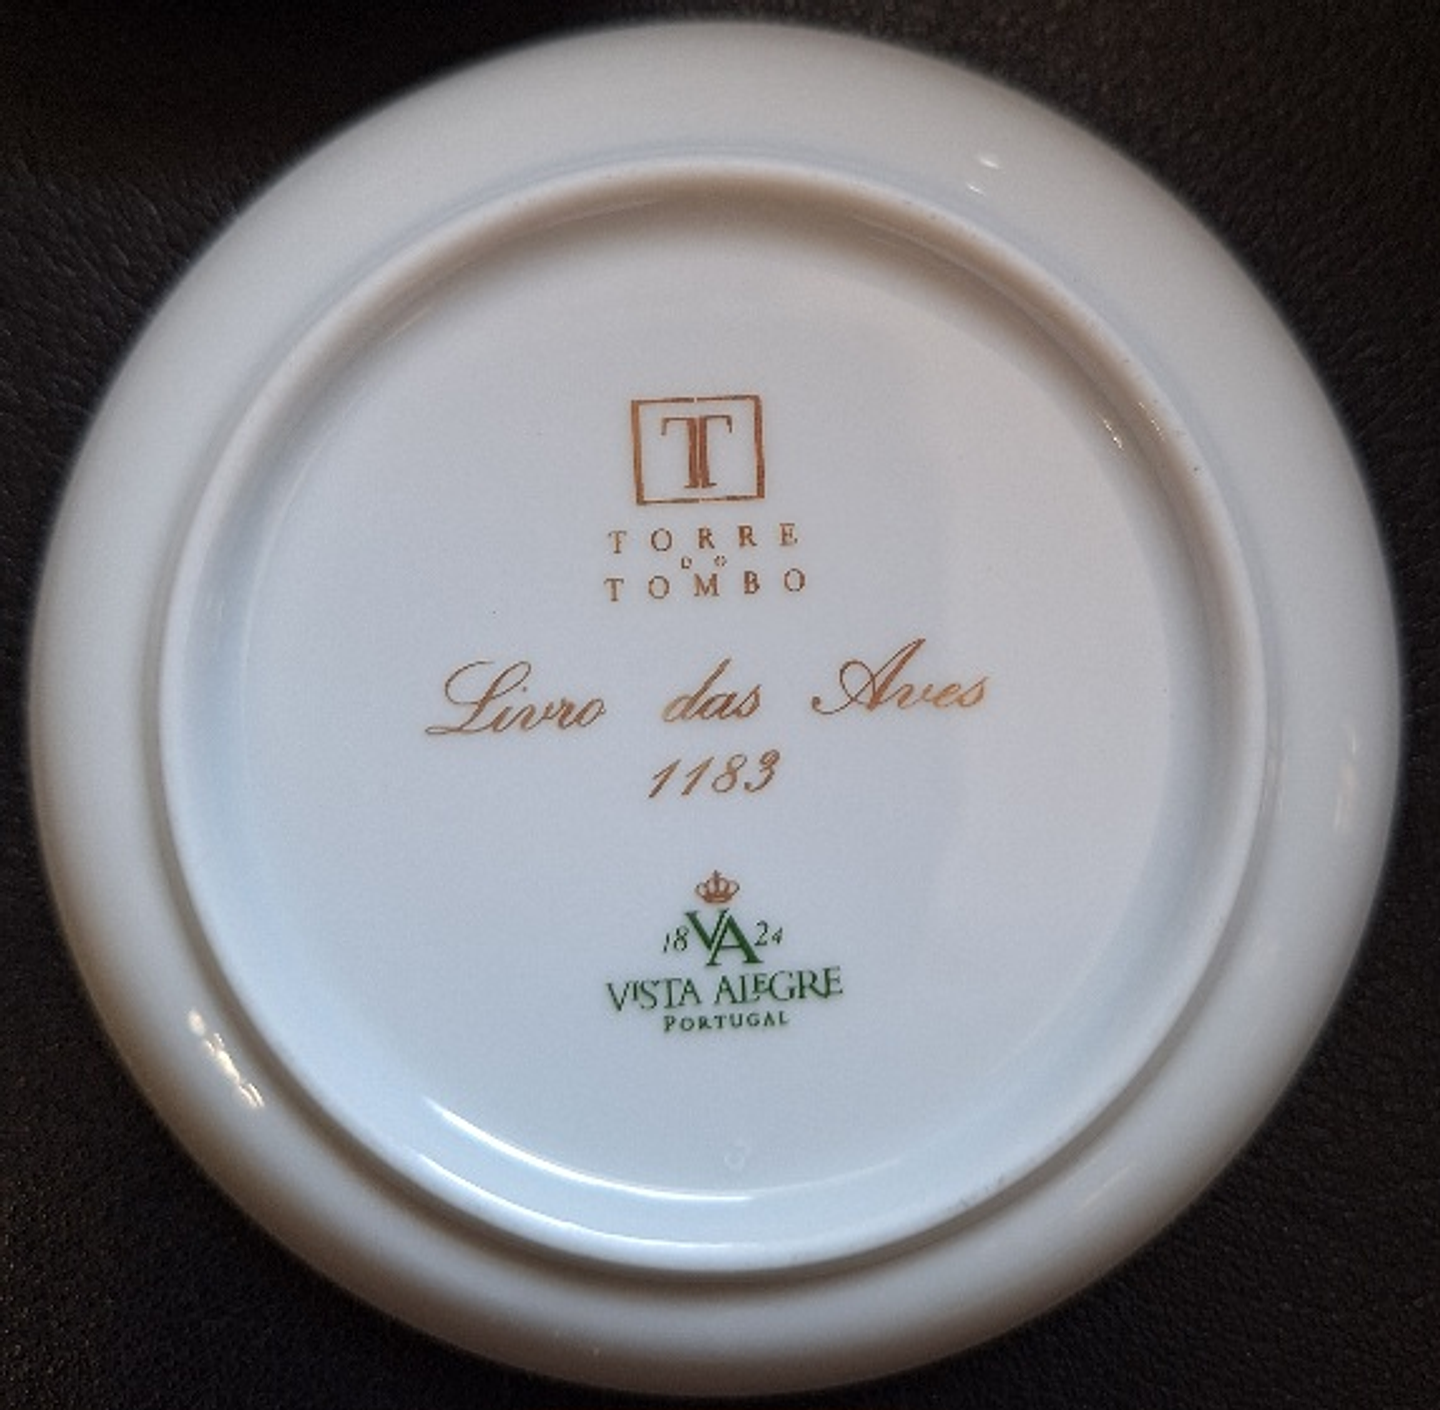 T
TORRE
DO
TOMBO
Livro das Aves
1183
18 VA 24
VISTA ALEGRE
PORTUGAL